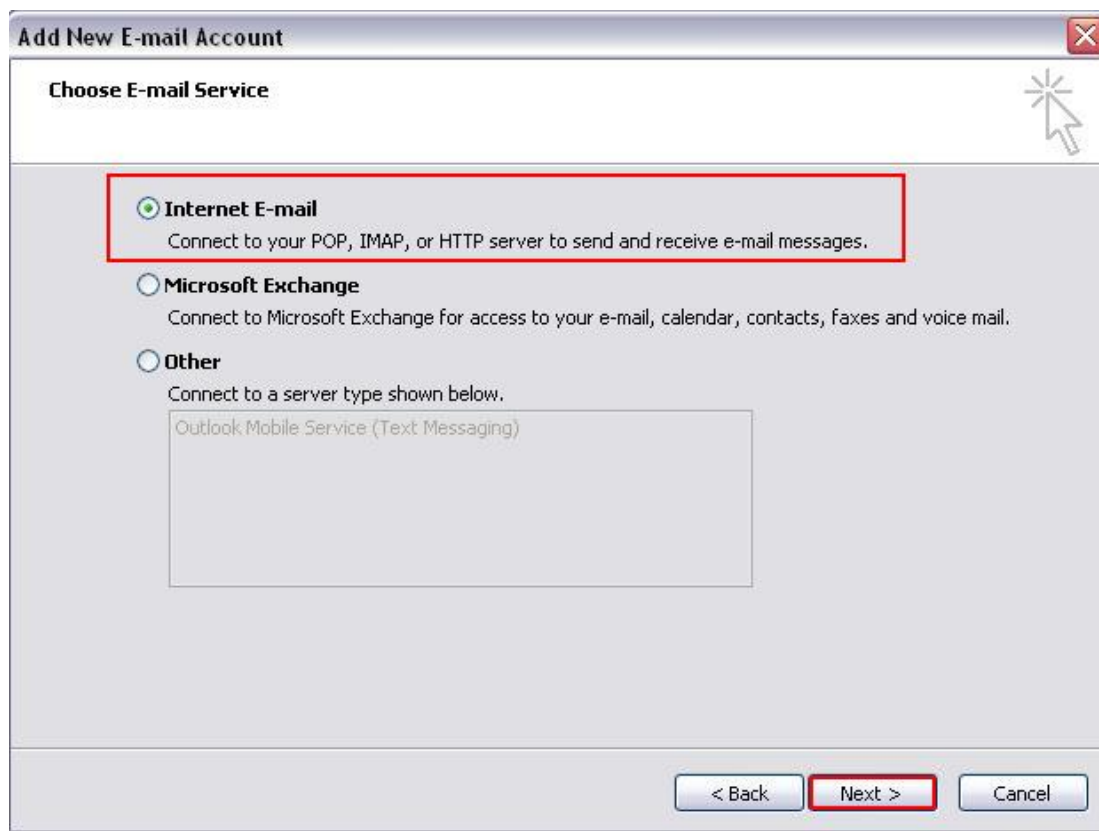 Add New E-mail Account
Choose E-mail Service
Internet E-mail
Connect to your POP, IMAP, or HTTP server to send and receive e-mail messages.
Microsoft Exchange
Connect to Microsoft Exchange for access to your e-mail, calendar, contacts, faxes and voice mail.
Other
Connect to a server type shown below.
Outlook Mobile Service (Text Messaging)
< Back Next > Cancel